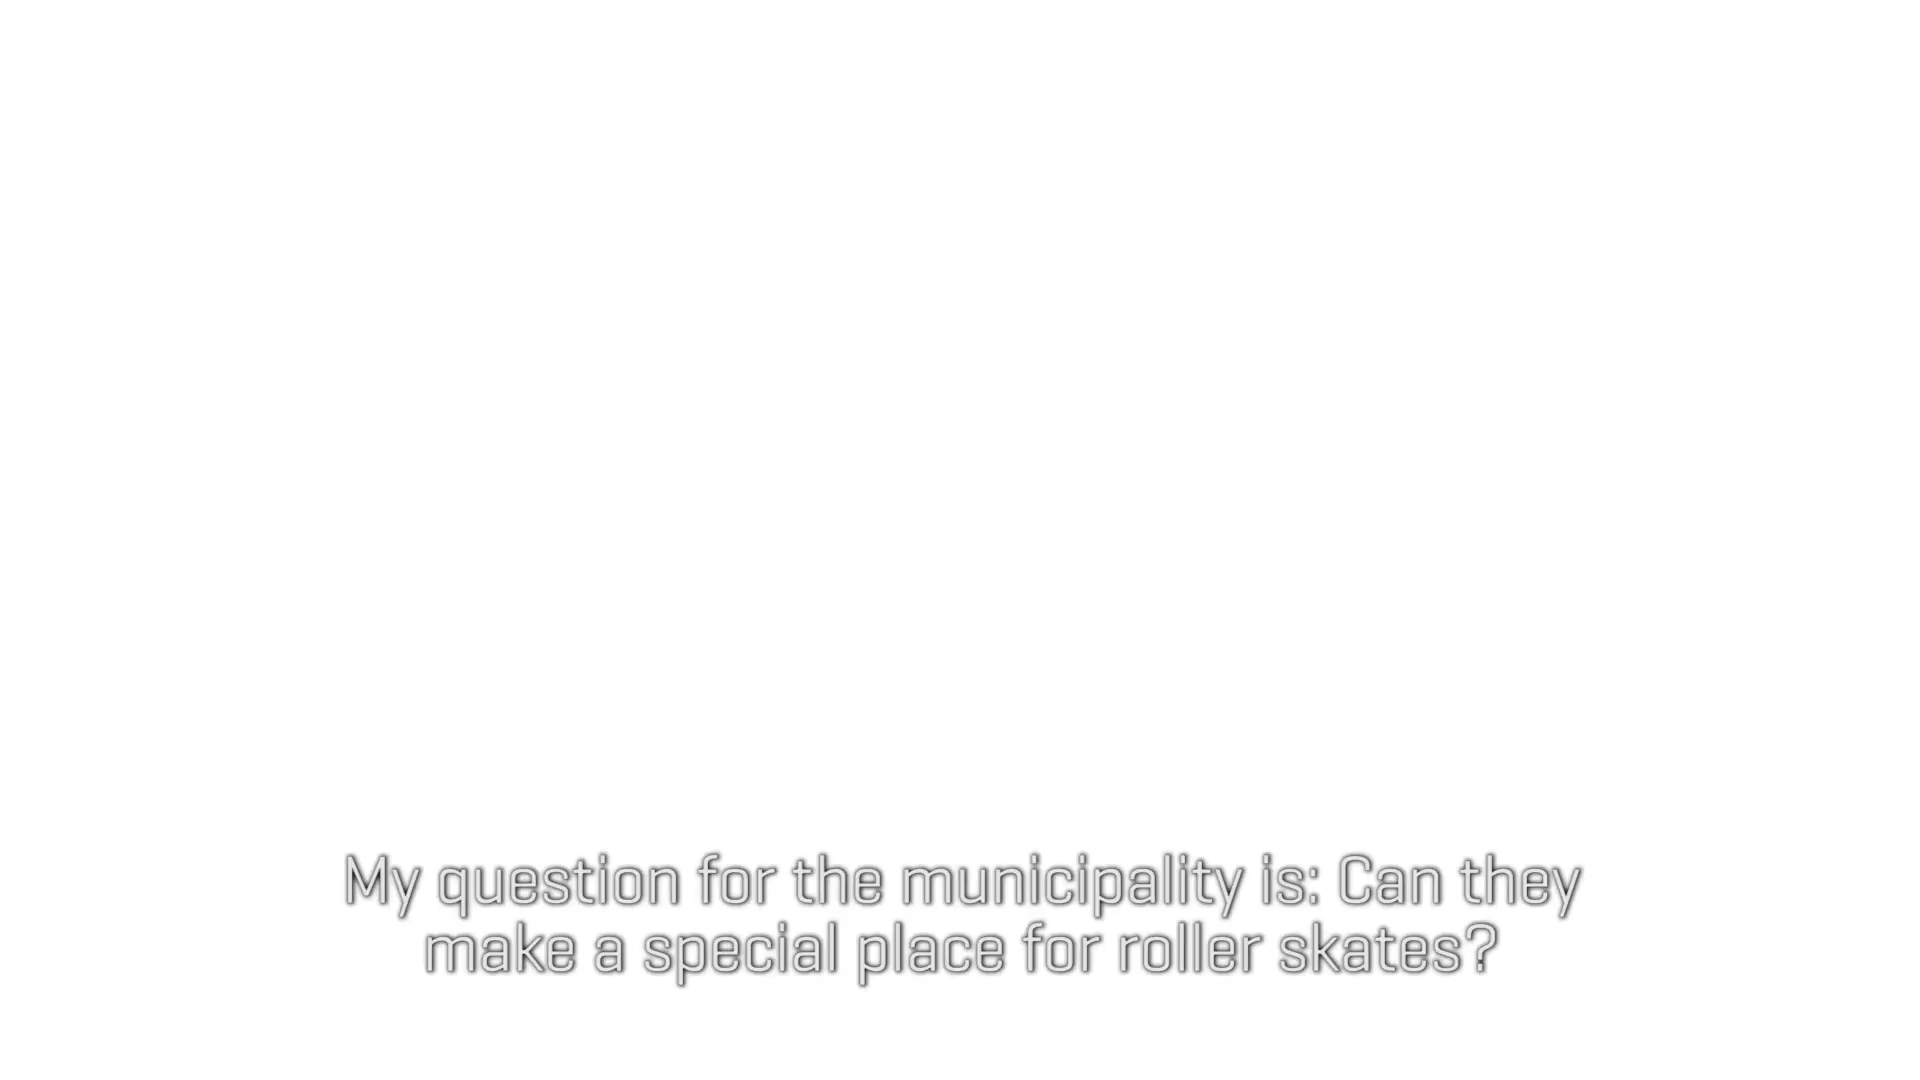 My question for the municipality is: Can they
make a special place for roller skates?